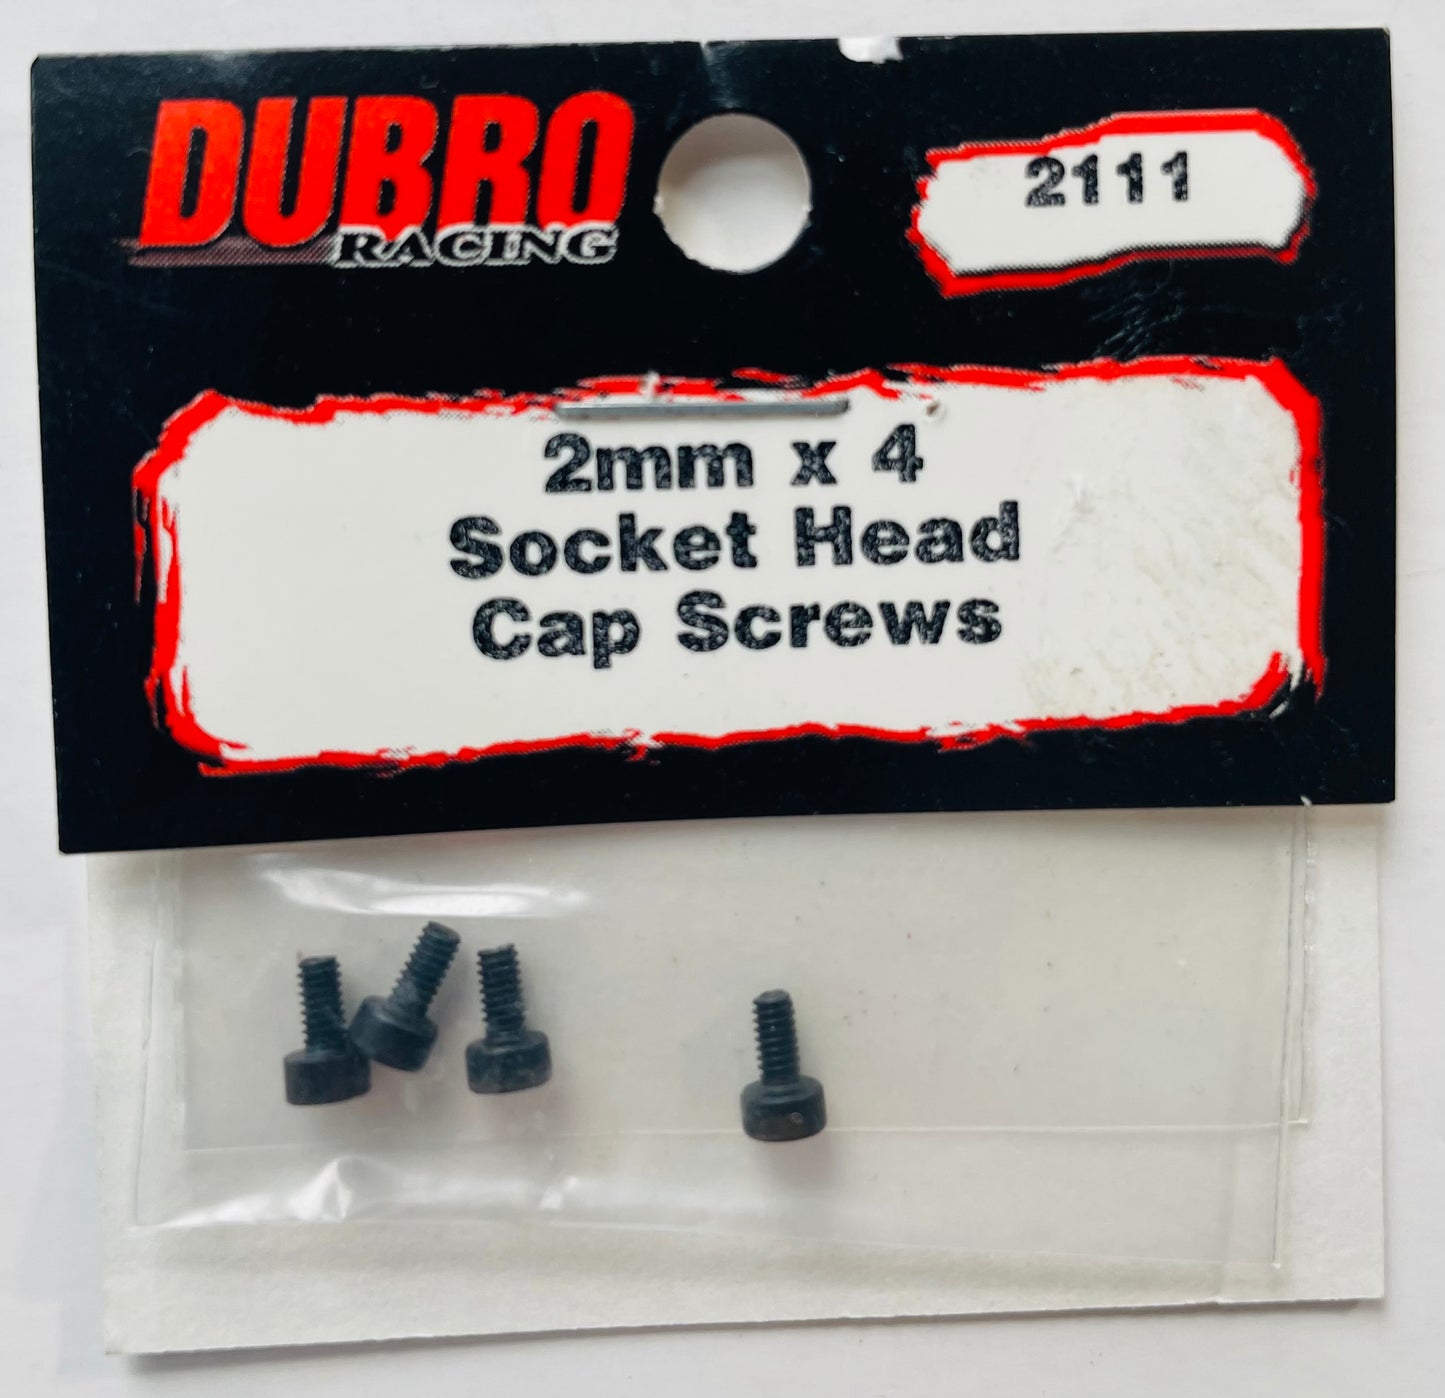 DUBRO
RACING
2111
2mm x 4
Socket Head
Cap Screws